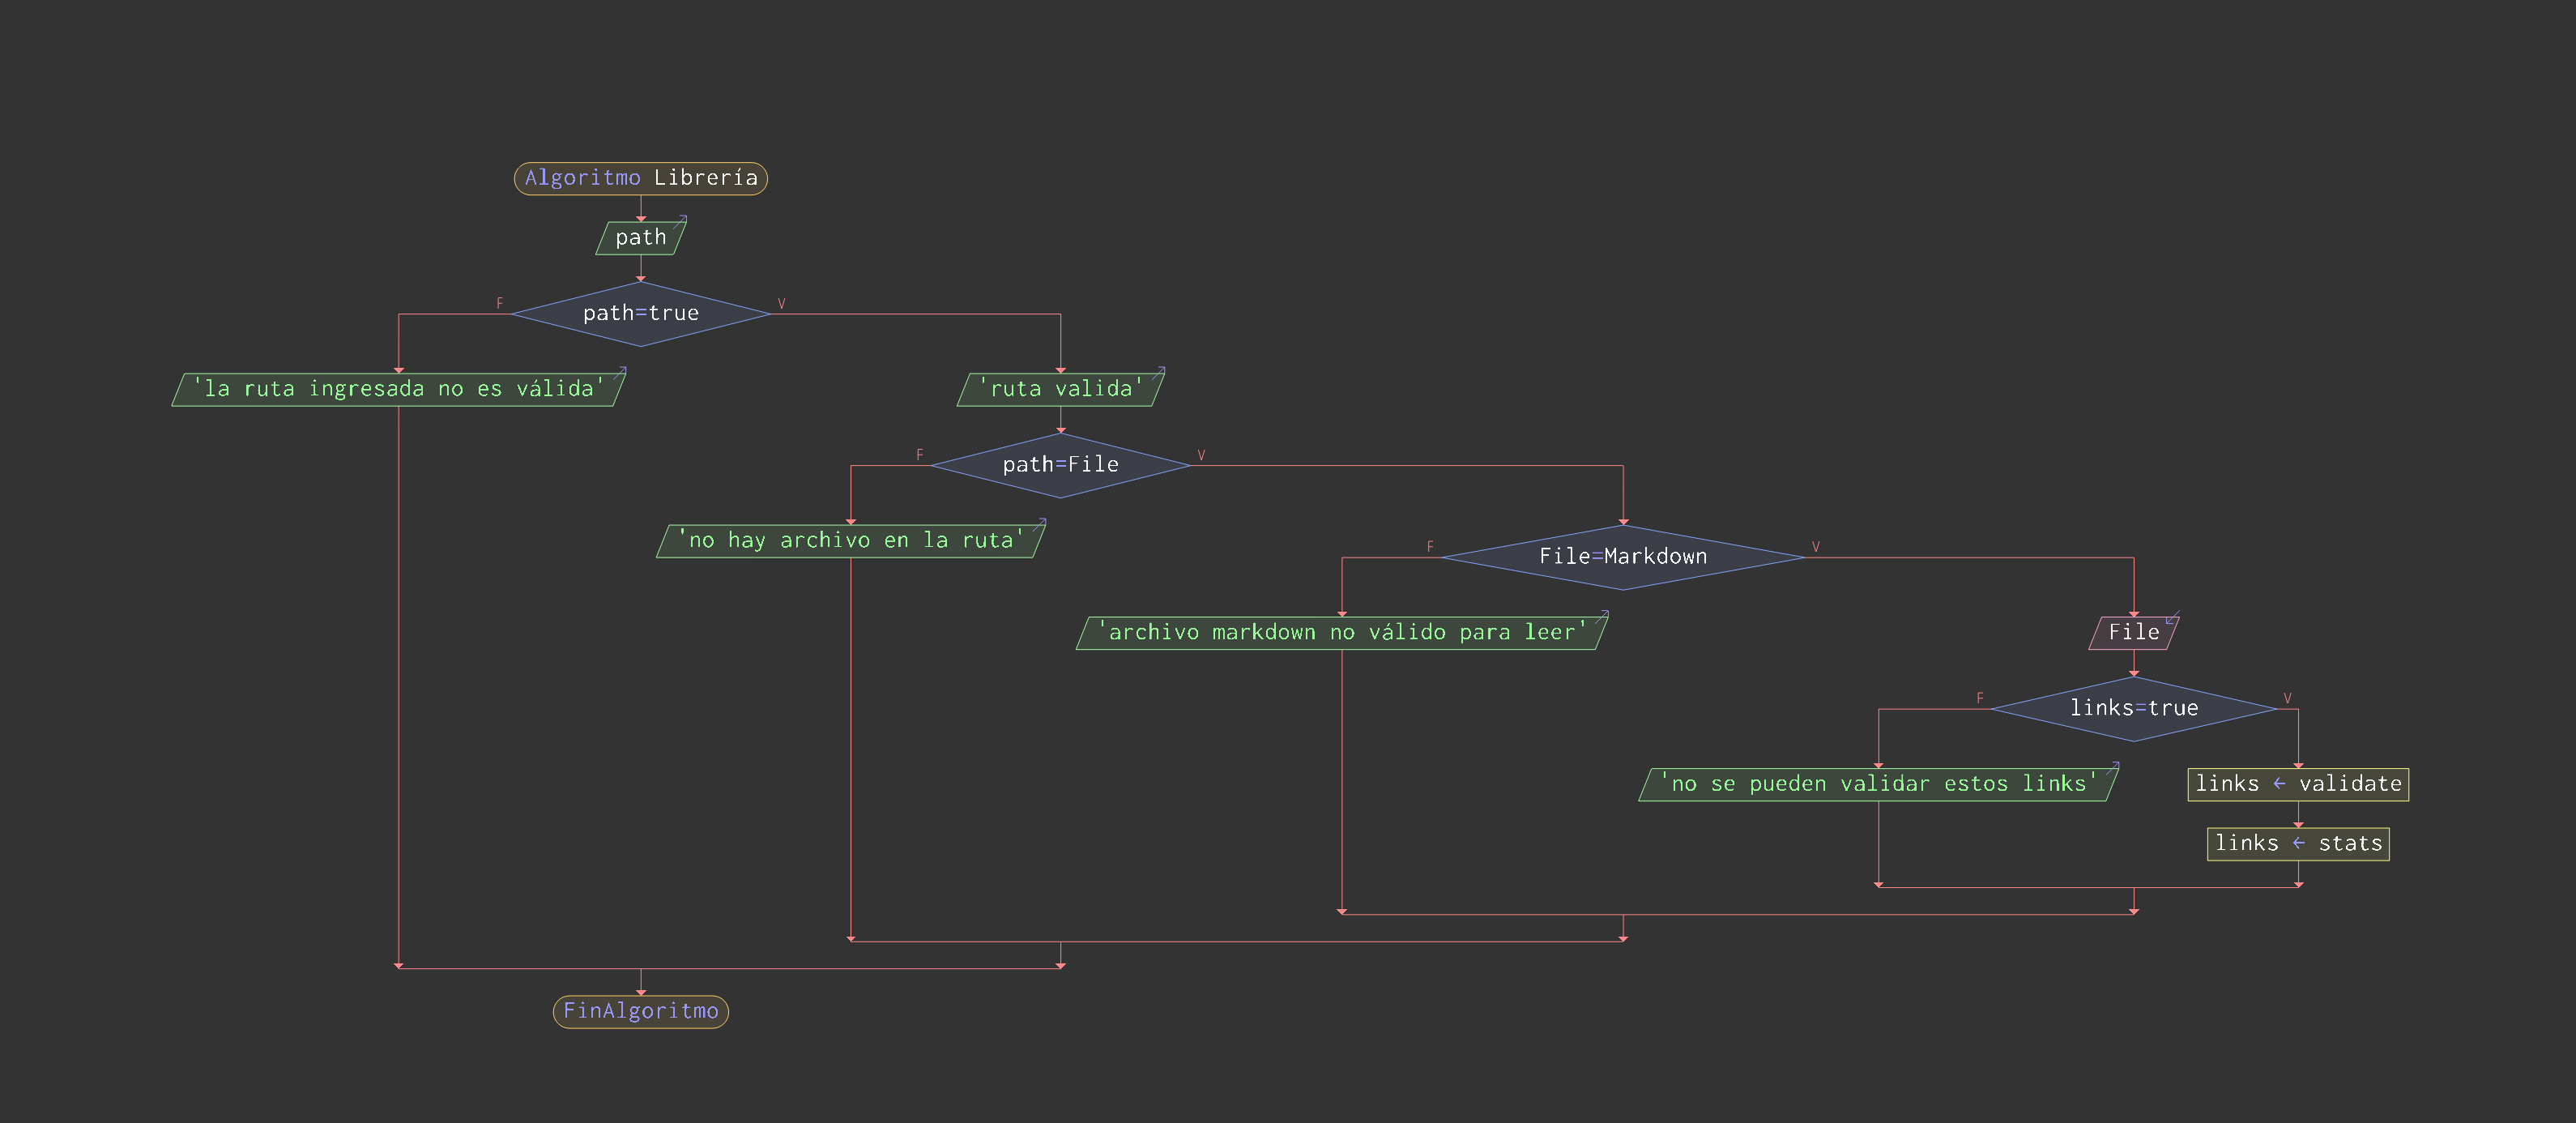 Algoritmo Librería
path
path=true
F
V
'la ruta ingresada no es válida'
'ruta valida'
path=File
F
V
'no hay archivo en la ruta'
File=Markdown
F
V
'archivo markdown no válido para leer'
File
links=true
F
V
'no se pueden validar estos links'
links ← validate
links ← stats
FinAlgoritmo